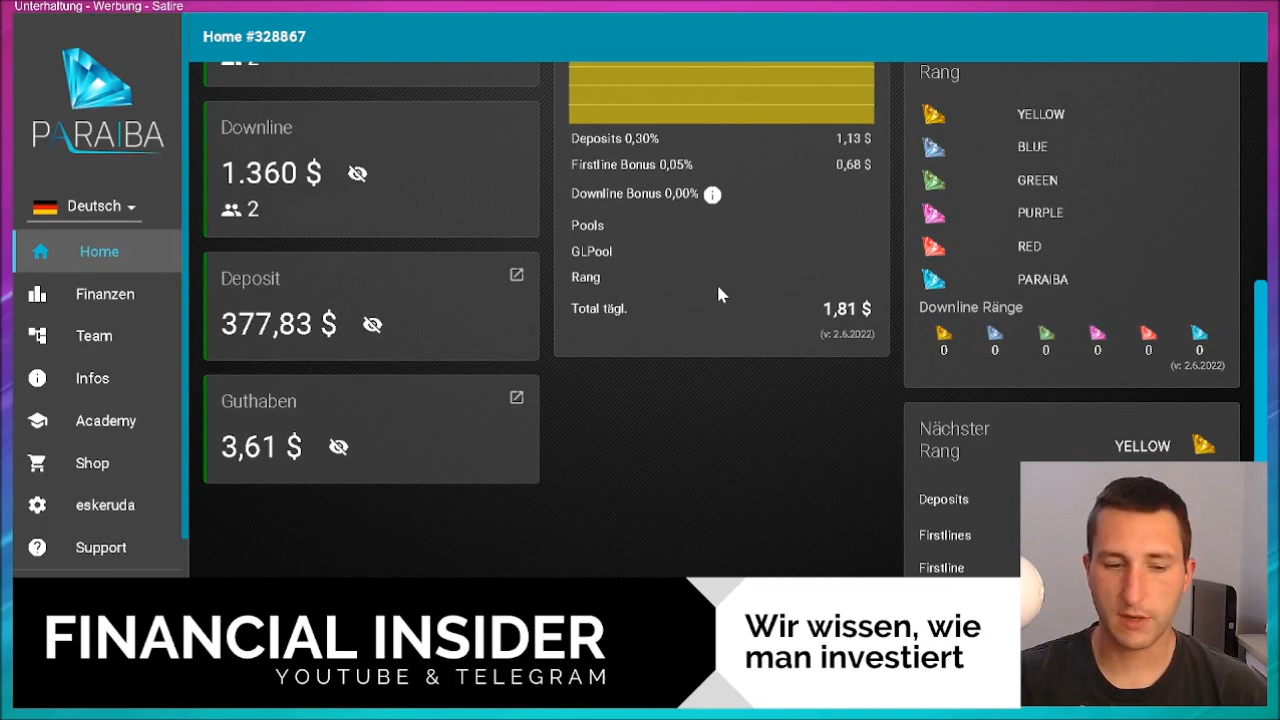 Unterhaltung - Werbung - Satire
Home #328867
PARAIBA
Deutsch
Home
Finanzen
Team
Infos
Academy
Shop
eskeruda
Support
Downline
1.360 $
2
Deposit
377,83 $
Guthaben
3,61 $
Deposits 0,30% 1,13 $
Firstline Bonus 0,05% 0,68 $
Downline Bonus 0,00%
Pools
GLPool
Rang
Total tägl. 1,81 $
(v: 2.6.2022)
Rang
YELLOW
BLUE
GREEN
PURPLE
RED
PARAIBA
Downline Ränge
0 0 0 0 0 0
(v: 2.6.2022)
Nächster
Rang
YELLOW
Deposits
Firstlines
Firstline
FINANCIAL INSIDER
YOUTUBE & TELEGRAM
Wir wissen, wie
man investiert